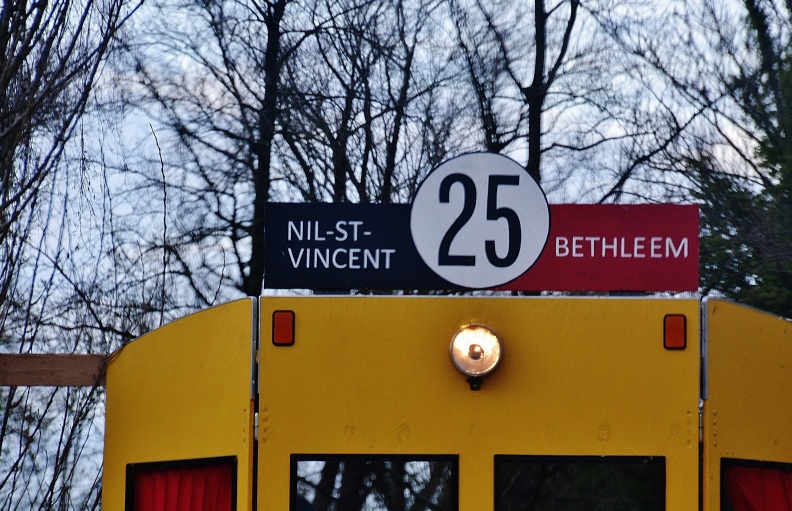 NIL-ST-
VINCENT
25
BETHLEEM